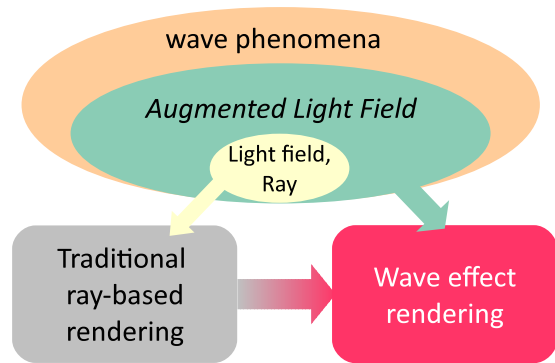 wave phenomena
Augmented Light Field
Light field,
Ray
Traditional
ray-based
rendering
Wave effect
rendering